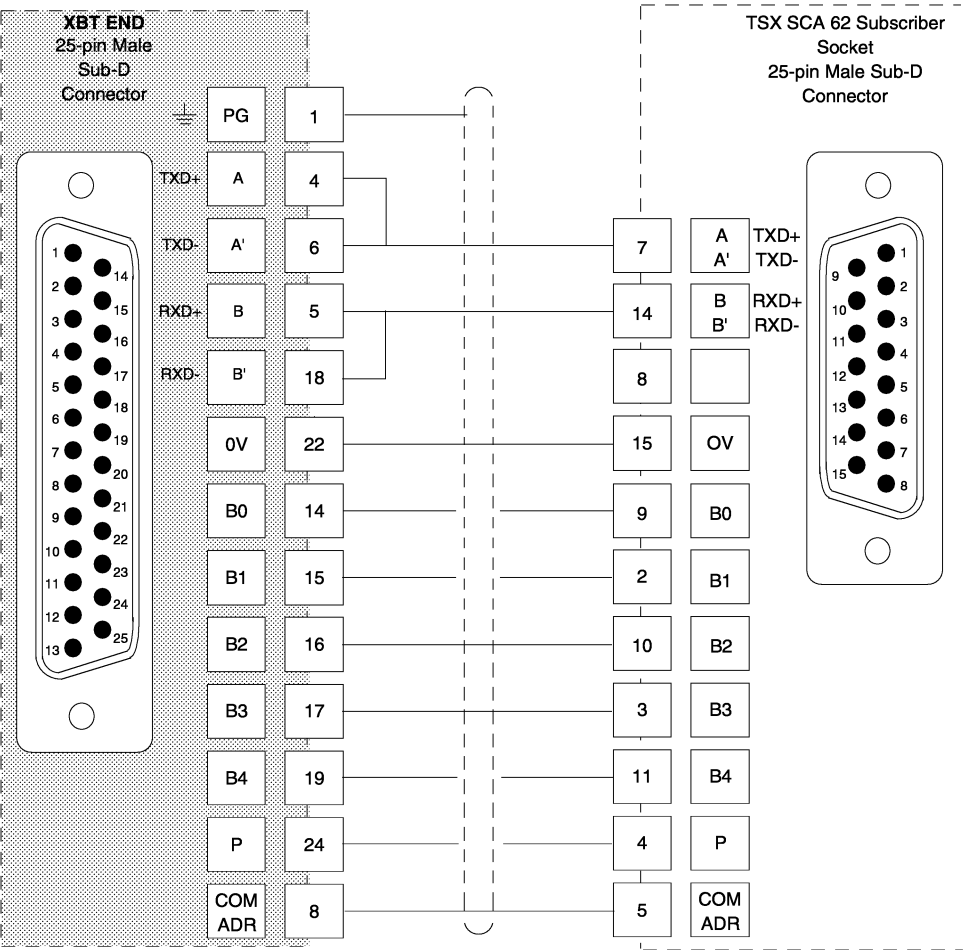 XBT END
25-pin Male
Sub-D
Connector
TSX SCA 62 Subscriber
Socket
25-pin Male Sub-D
Connector
PG 1
TXD+ A 4
TXD- A' 6
7 A TXD+
A' TXD-
RXD+ B 5
14 B RXD+
B' RXD-
RXD- B' 18
8
0V 22
15 OV
B0 14
9 B0
B1 15
2 B1
B2 16
10 B2
B3 17
3 B3
B4 19
11 B4
P 24
4 P
COM
ADR
8
5
COM
ADR
1
2
3
4
5
6
7
8
9
10
11
12
13
14
15
16
17
18
19
20
21
22
23
24
25
1
2
3
4
5
6
7
8
9
10
11
12
13
14
15